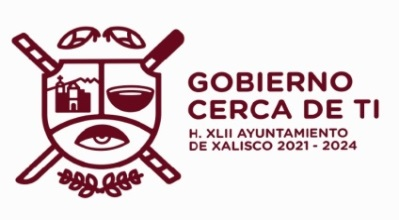 GOBIERNO
CERCA DE TI
H. XLII AYUNTAMIENTO
DE XALISCO 2021 - 2024